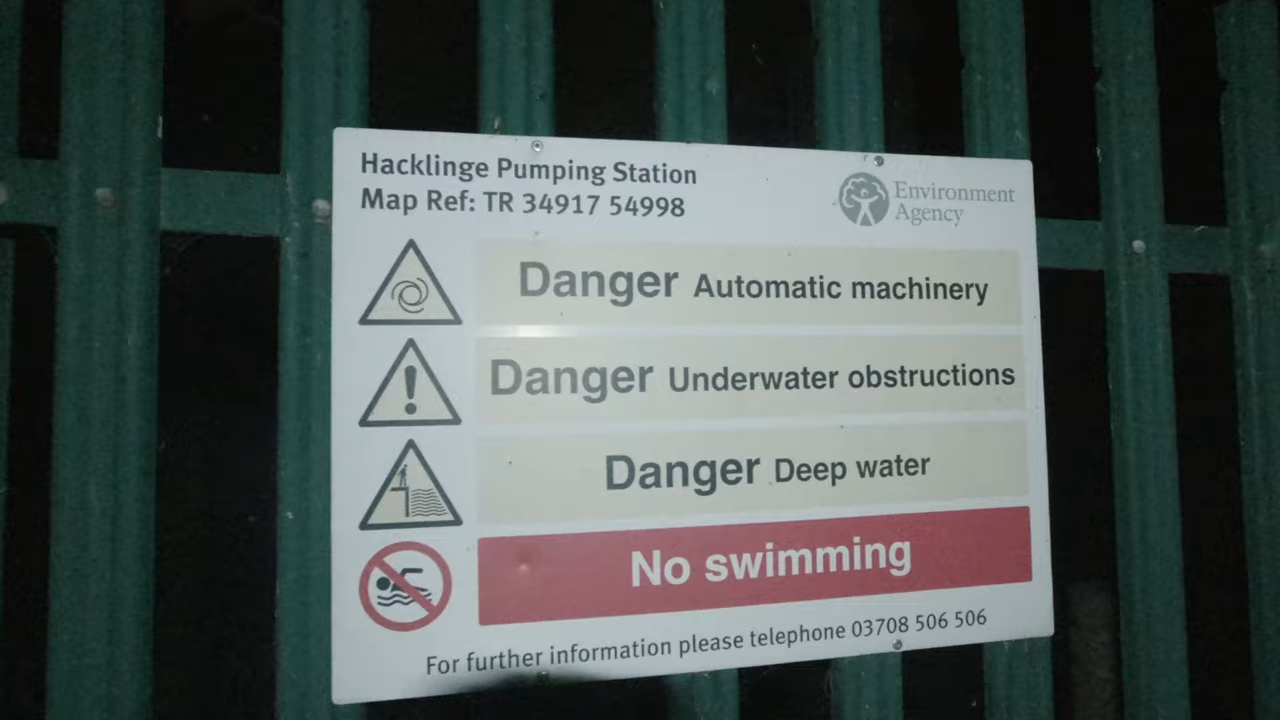 Hacklinge Pumping Station
Map Ref: TR 34917 54998
Environment
Agency
Danger Automatic machinery
Danger Underwater obstructions
Danger Deep water
No swimming
For further information please telephone 03708 506 506